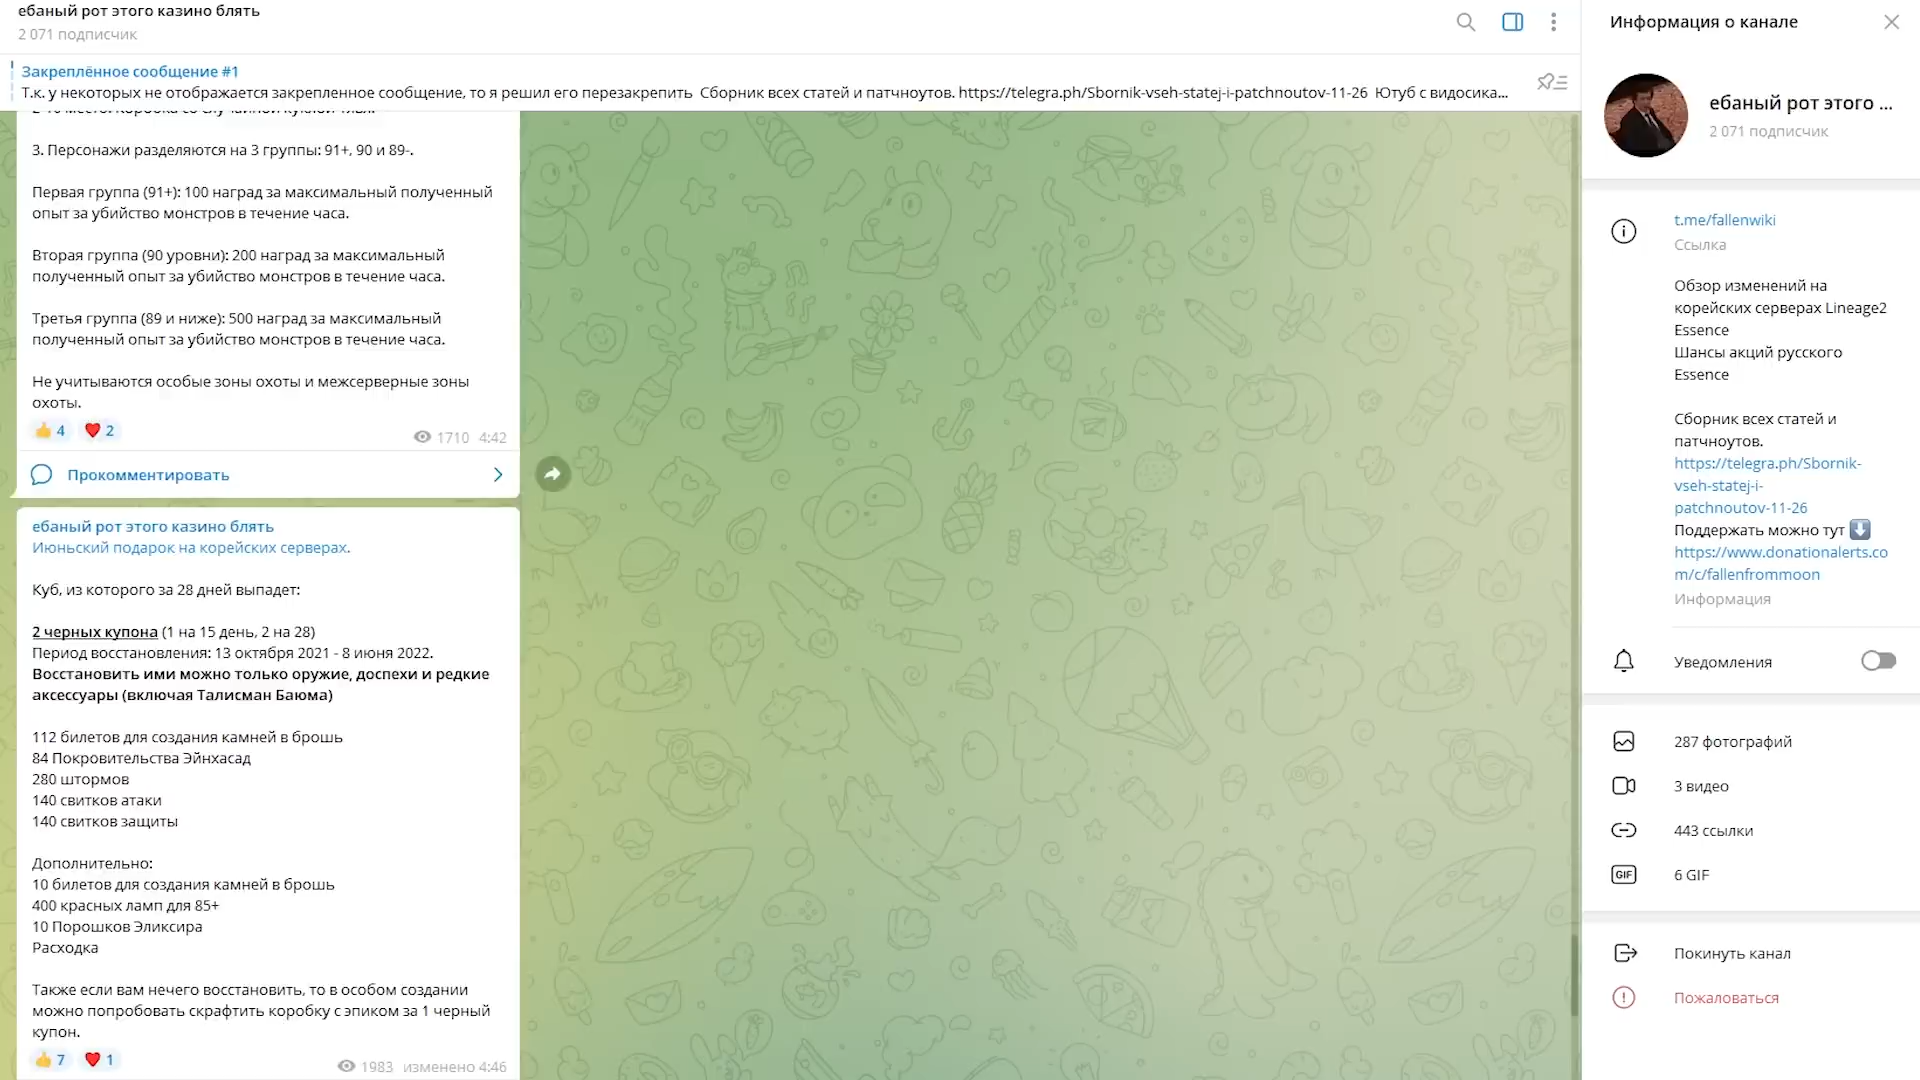 ебаный рот этого казино блять
2 071 подписчик
Закреплённое сообщение #1
Т.к. у некоторых не отображается закрепленное сообщение, то я решил его перезакрепить  Сборник всех статей и патчноутов. https://telegra.ph/Sbornik-vseh-statej-i-patchnoutov-11-26  Ютуб с видосика...
3. Персонажи разделяются на 3 группы: 91+, 90 и 89-.
Первая группа (91+): 100 наград за максимальный полученный
опыт за убийство монстров в течение часа.
Вторая группа (90 уровни): 200 наград за максимальный
полученный опыт за убийство монстров в течение часа.
Третья группа (89 и ниже): 500 наград за максимальный
полученный опыт за убийство монстров в течение часа.
Не учитываются особые зоны охоты и межсерверные зоны
охоты.
4 2
1710 4:42
Прокомментировать
ебаный рот этого казино блять
Июньский подарок на корейских серверах.
Куб, из которого за 28 дней выпадет:
2 черных купона (1 на 15 день, 2 на 28)
Период восстановления: 13 октября 2021 - 8 июня 2022.
Восстановить ими можно только оружие, доспехи и редкие
аксессуары (включая Талисман Баюма)
112 билетов для создания камней в брошь
84 Покровительства Эйнхасад
280 штормов
140 свитков атаки
140 свитков защиты
Дополнительно:
10 билетов для создания камней в брошь
400 красных ламп для 85+
10 Порошков Эликсира
Расходка
Также если вам нечего восстановить, то в особом создании
можно попробовать скрафтить коробку с эпиком за 1 черный
купон.
7 1
1983 изменено 4:46
Информация о канале
ебаный рот этого ...
2 071 подписчик
t.me/fallenwiki
Ссылка
Обзор изменений на
корейских серверах Lineage2
Essence
Шансы акций русского
Essence
Сборник всех статей и
патчноутов.
https://telegra.ph/Sbornik-
vseh-statej-i-
patchnoutov-11-26
Поддержать можно тут
https://www.donationalerts.co
m/c/fallenfrommoon
Информация
Уведомления
287 фотографий
3 видео
443 ссылки
GIF 6 GIF
Покинуть канал
Пожаловаться